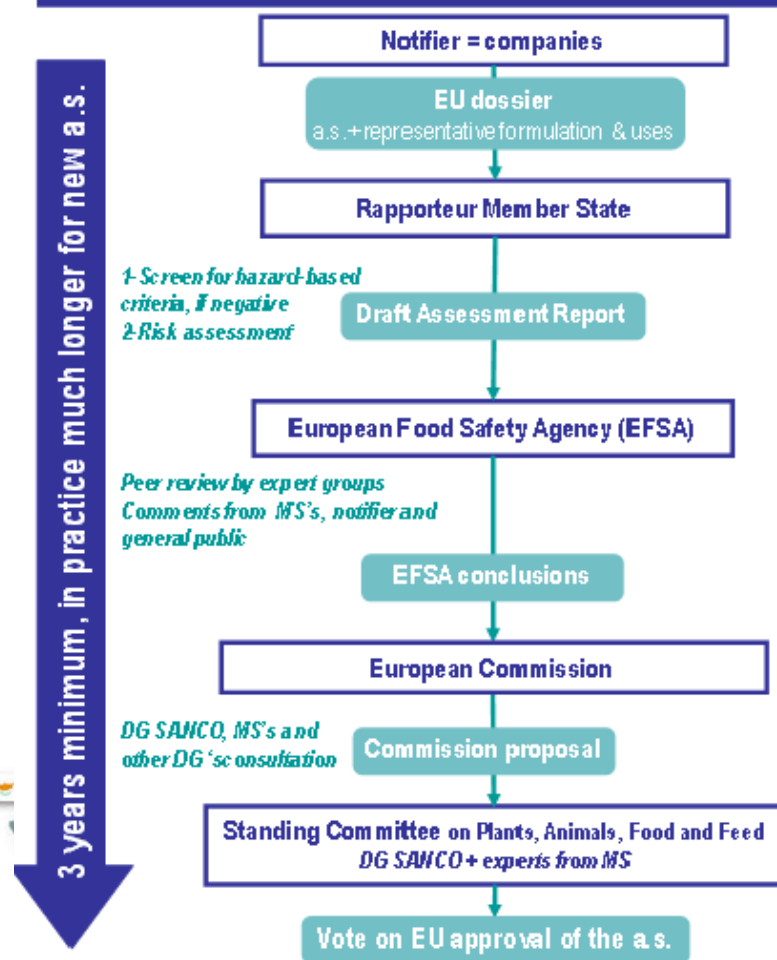 Notifier = companies
EU dossier
a.s.+representative formulation & uses
Rapporteur Member State
1-Screen for hazard-based
criteria, if negative
2-Risk assessment
Draft Assessment Report
European Food Safety Agency (EFSA)
Peer review by expert groups
Comments from MS's, notifier and
general public
EFSA conclusions
European Commission
DG SANCO, MS's and
other DG 's consultation
Commission proposal
Standing Committee on Plants, Animals, Food and Feed
DG SANCO + experts from MS
Vote on EU approval of the a.s.
3 years minimum, in practice much longer for new a.s.